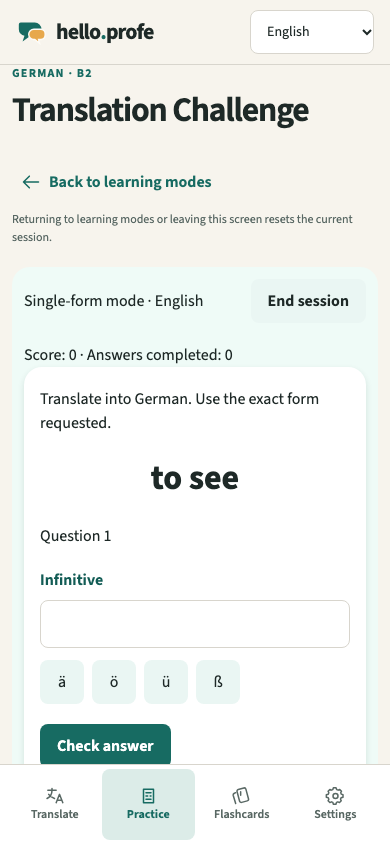 hello.profe
English
GERMAN · B2
Translation Challenge
Back to learning modes
Returning to learning modes or leaving this screen resets the current
session.
Single-form mode · English
End session
Score: 0 · Answers completed: 0
Translate into German. Use the exact form
requested.
to see
Question 1
Infinitive
ä
ö
ü
ß
Check answer
Translate
Practice
Flashcards
Settings